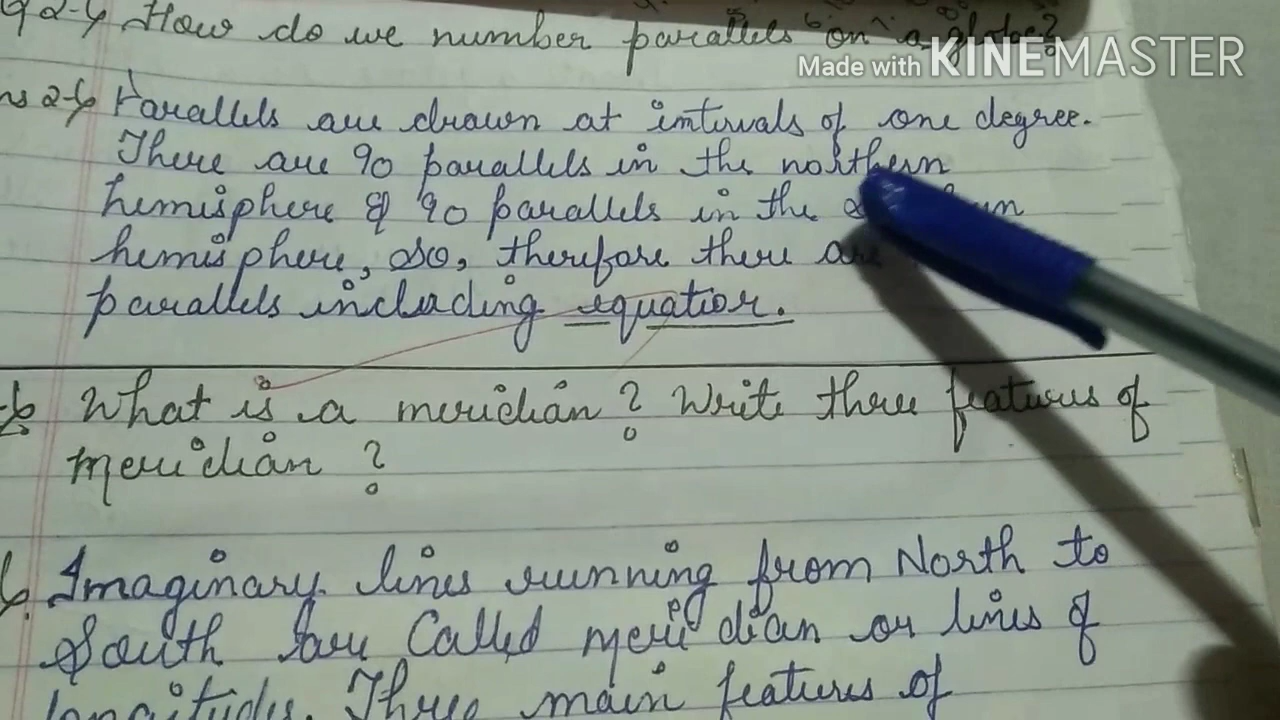 Q2-) How do we number parallels on a globe?
Made with KINEMASTER
Ans 2-) Parallels are drawn at intervals of one degree.
There are 90 parallels in the northern
hemisphere & 90 parallels in the
hemisphere, so, therefore there are
parallels including equatior.
What is a meridian? Write three features of
meridian?
Imaginary lines running from North to
South are Called meridian or lines of
longitudes. Three main features of